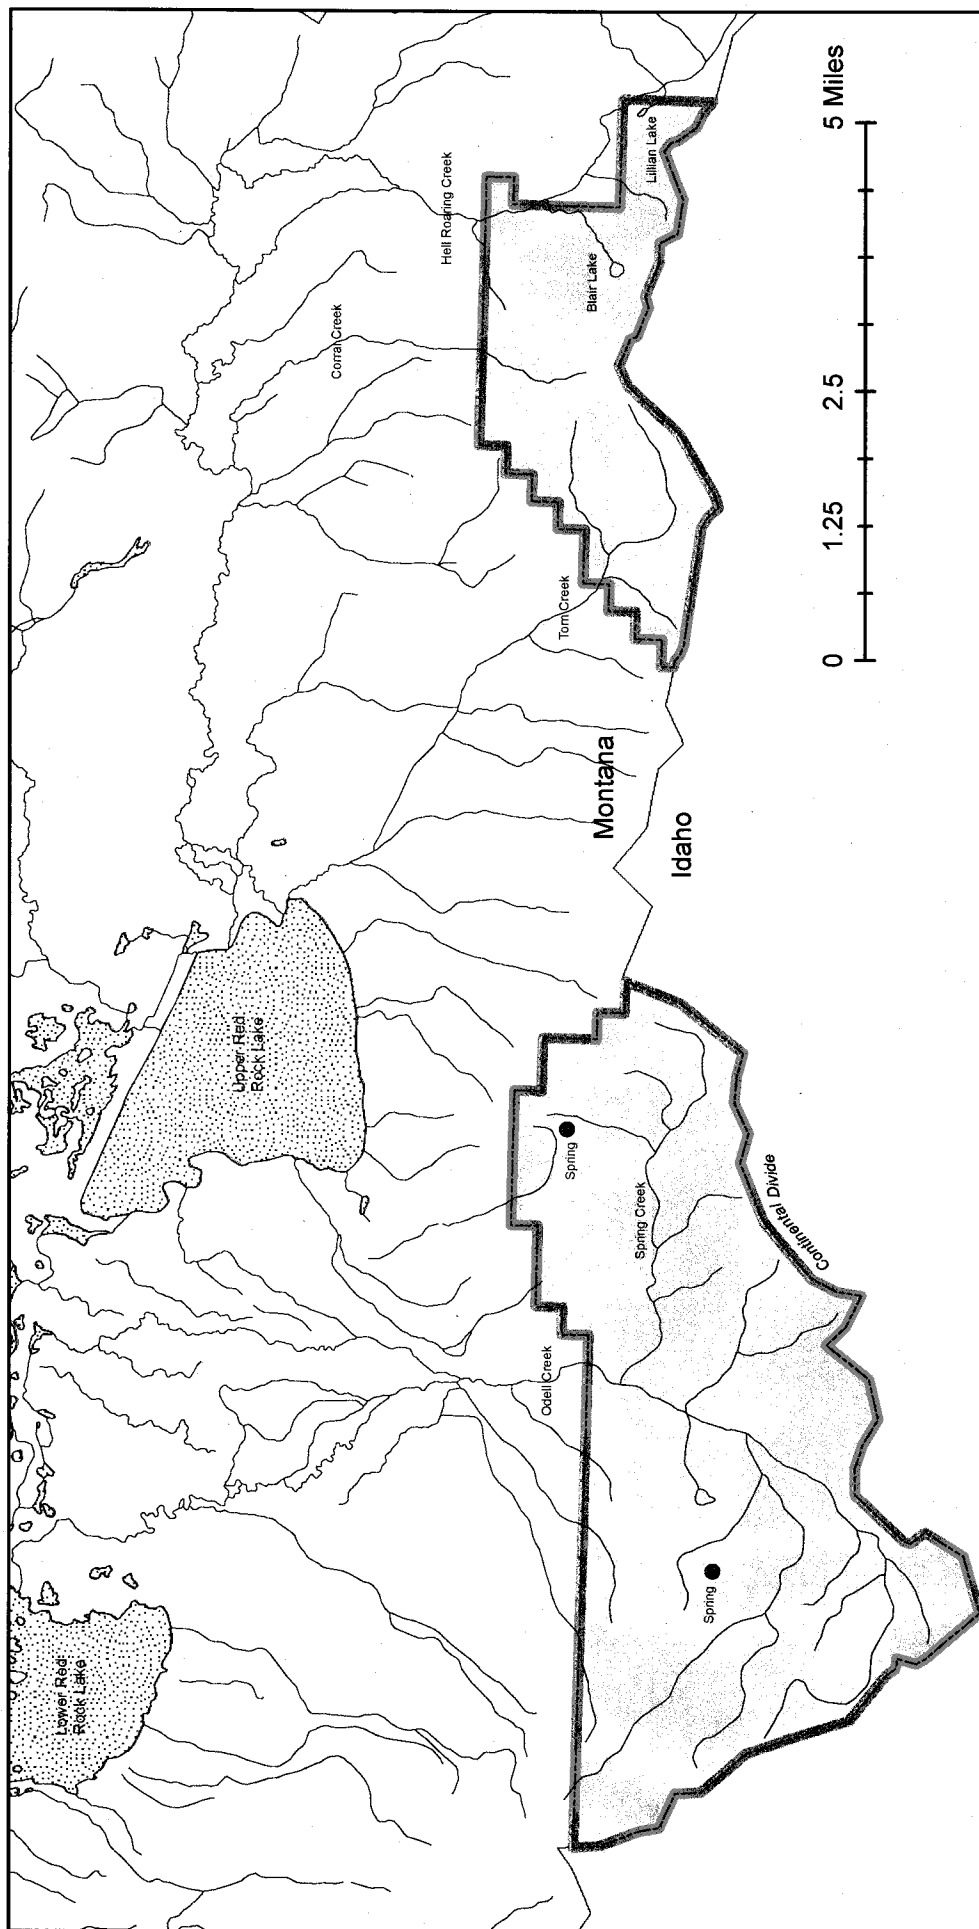 Lower Red
Rock Lake
Upper Red
Rock Lake
Corral Creek
Hell Roaring Creek
Odell Creek
Tom Creek
Spring
Montana
Blair Lake
Spring Creek
Lillian Lake
Idaho
Spring
Continental Divide
0
1.25
2.5
5 Miles